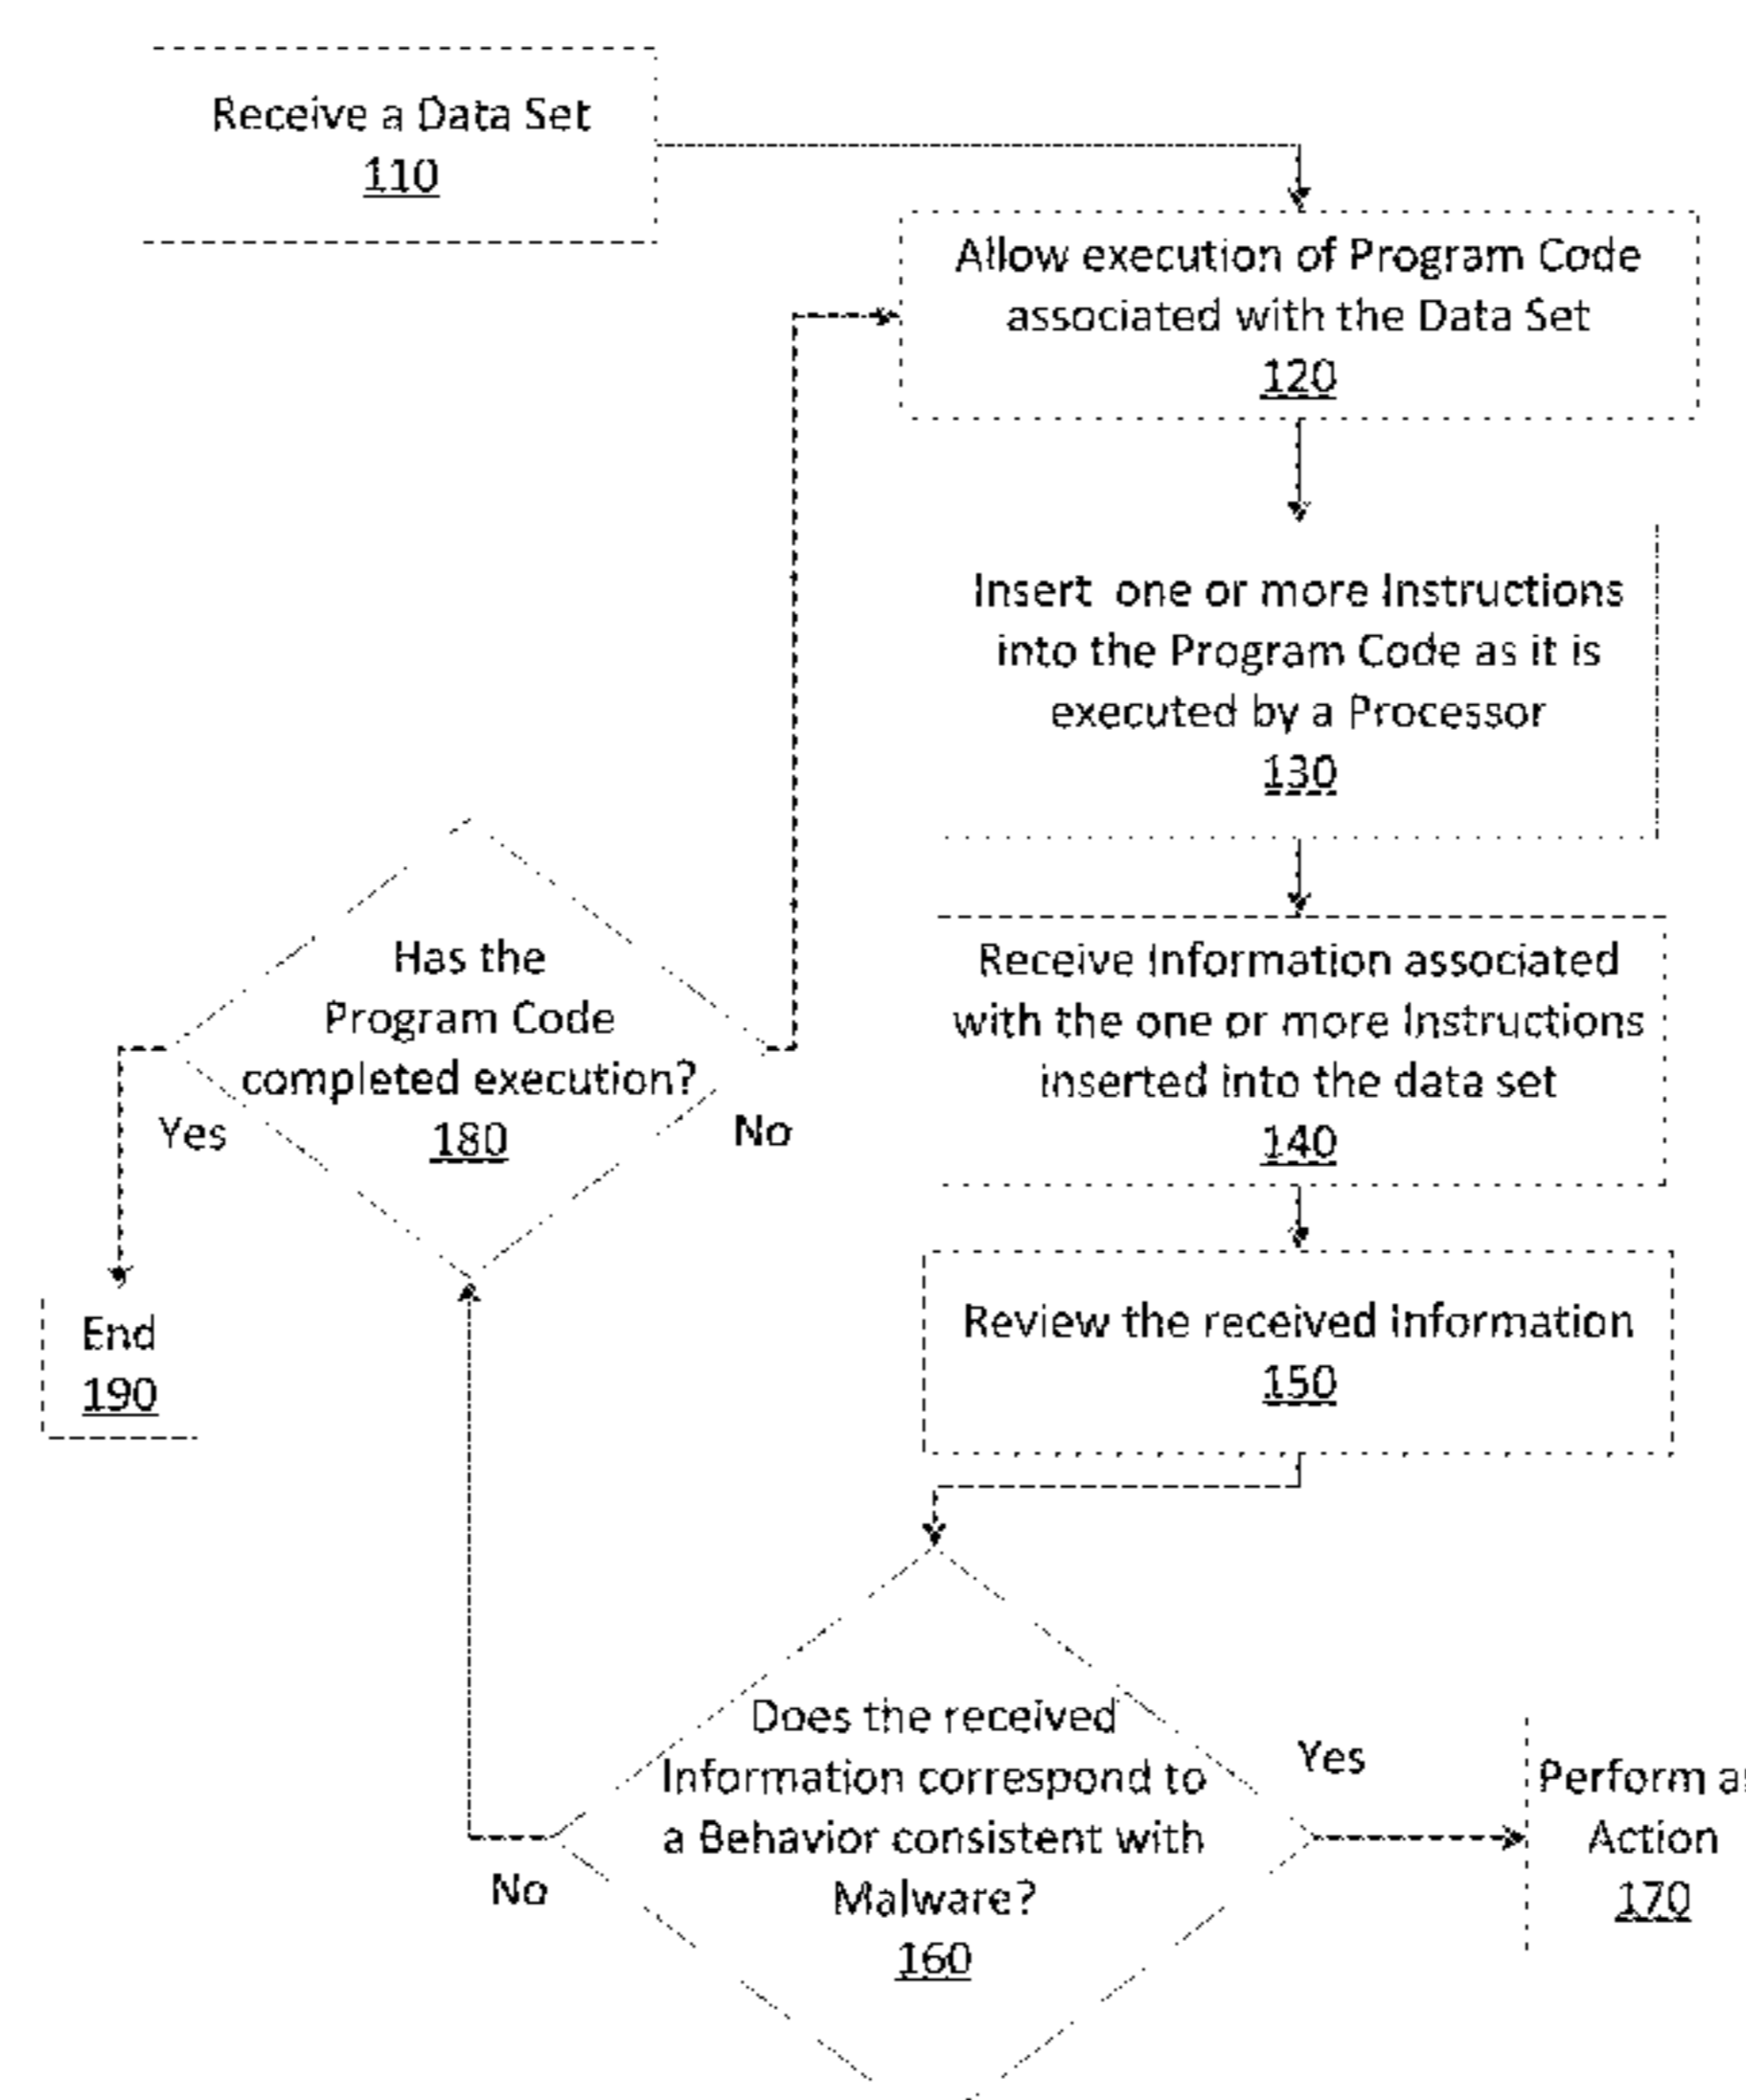 Receive a Data Set
110
Allow execution of Program Code
associated with the Data Set
120
Insert one or more Instructions
into the Program Code as it is
executed by a Processor
130
Receive Information associated
with the one or more Instructions
inserted into the data set
140
Review the received Information
150
Does the received
Information correspond to
a Behavior consistent with
Malware?
160
Yes
No
Perform
Action
170
Has the
Program Code
completed execution?
180
Yes
No
End
190